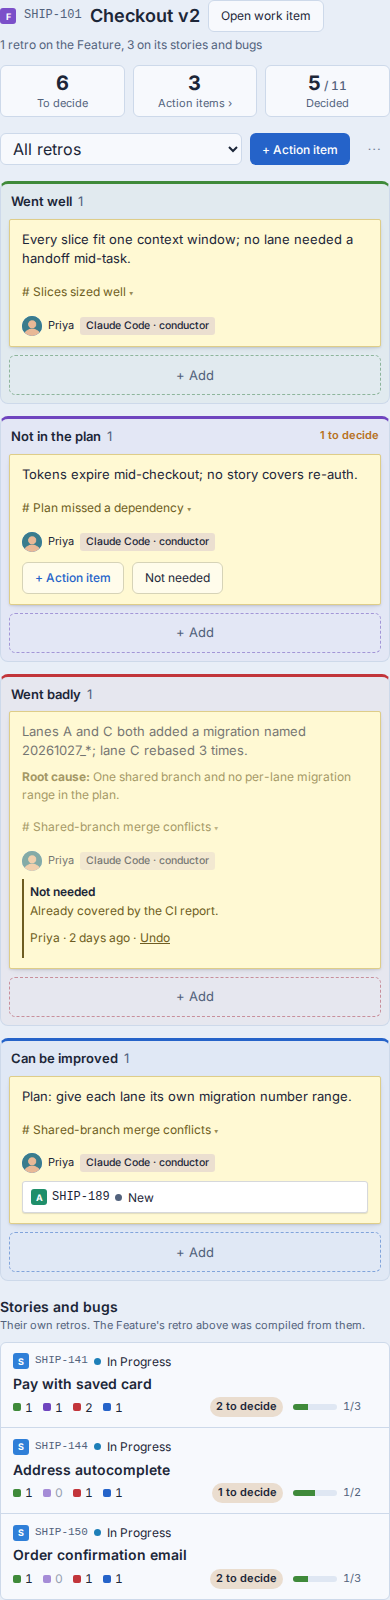 F SHIP-101 Checkout v2 Open work item
1 retro on the Feature, 3 on its stories and bugs
6 3 5 / 11
To decide Action items › Decided
All retros + Action item ...
Went well 1
Every slice fit one context window; no lane needed a
handoff mid-task.
# Slices sized well ▾
Priya Claude Code · conductor
+ Add
Not in the plan 1 1 to decide
Tokens expire mid-checkout; no story covers re-auth.
# Plan missed a dependency ▾
Priya Claude Code · conductor
+ Action item Not needed
+ Add
Went badly 1
Lanes A and C both added a migration named
20261027_*; lane C rebased 3 times.
Root cause: One shared branch and no per-lane migration
range in the plan.
# Shared-branch merge conflicts ▾
Priya Claude Code · conductor
Not needed
Already covered by the CI report.
Priya · 2 days ago · Undo
+ Add
Can be improved 1
Plan: give each lane its own migration number range.
# Shared-branch merge conflicts ▾
Priya Claude Code · conductor
A SHIP-189 New
+ Add
Stories and bugs
Their own retros. The Feature's retro was compiled from them.
S SHIP-141 In Progress
Pay with saved card
1 1 2 1 2 to decide 1/3
S SHIP-144 In Progress
Address autocomplete
1 0 1 1 1 to decide 1/2
S SHIP-150 In Progress
Order confirmation email
1 0 1 1 2 to decide 1/3